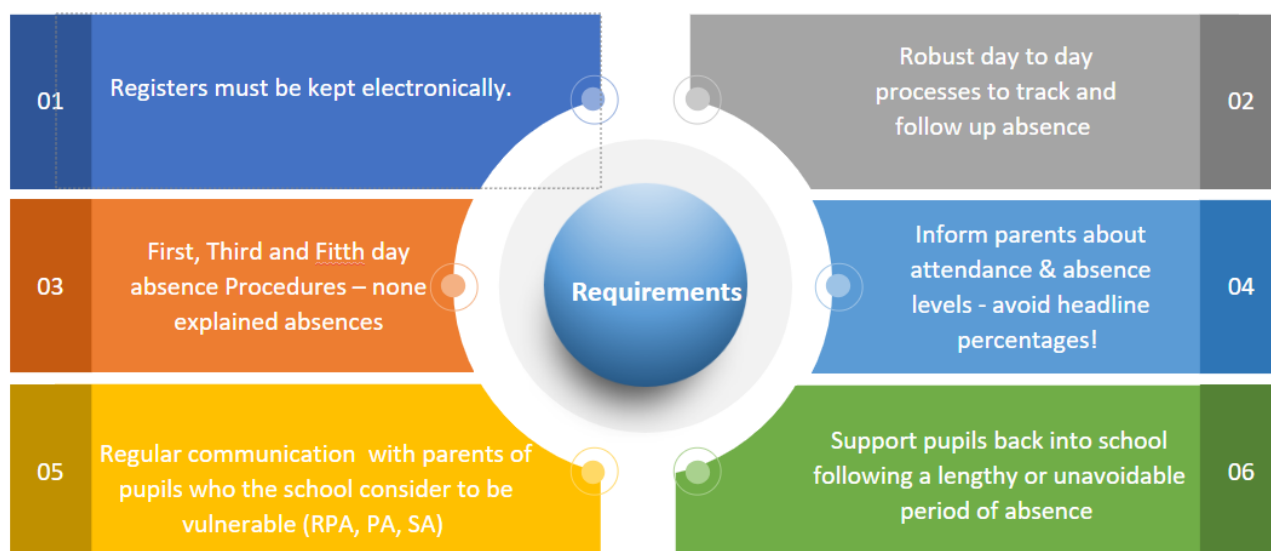 01
Registers must be kept electronically.
Robust day to day
processes to track and
follow up absence
02
03
First, Third and Fitth day
absence Procedures – none
explained absences
Requirements
Inform parents about
attendance & absence
levels - avoid headline
percentages!
04
05
Regular communication with parents of
pupils who the school consider to be
vulnerable (RPA, PA, SA)
Support pupils back into school
following a lengthy or unavoidable
period of absence
06